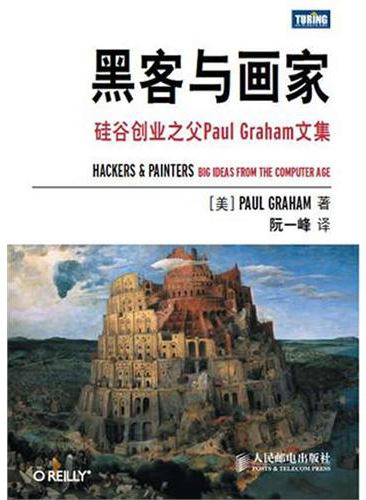 TURING
黑客与画家
硅谷创业之父Paul Graham文集
HACKERS & PAINTERS BIG IDEAS FROM THE COMPUTER AGE
[美] PAUL GRAHAM 著
阮一峰 译
O'REILLY®
人民邮电出版社
POSTS & TELECOM PRESS